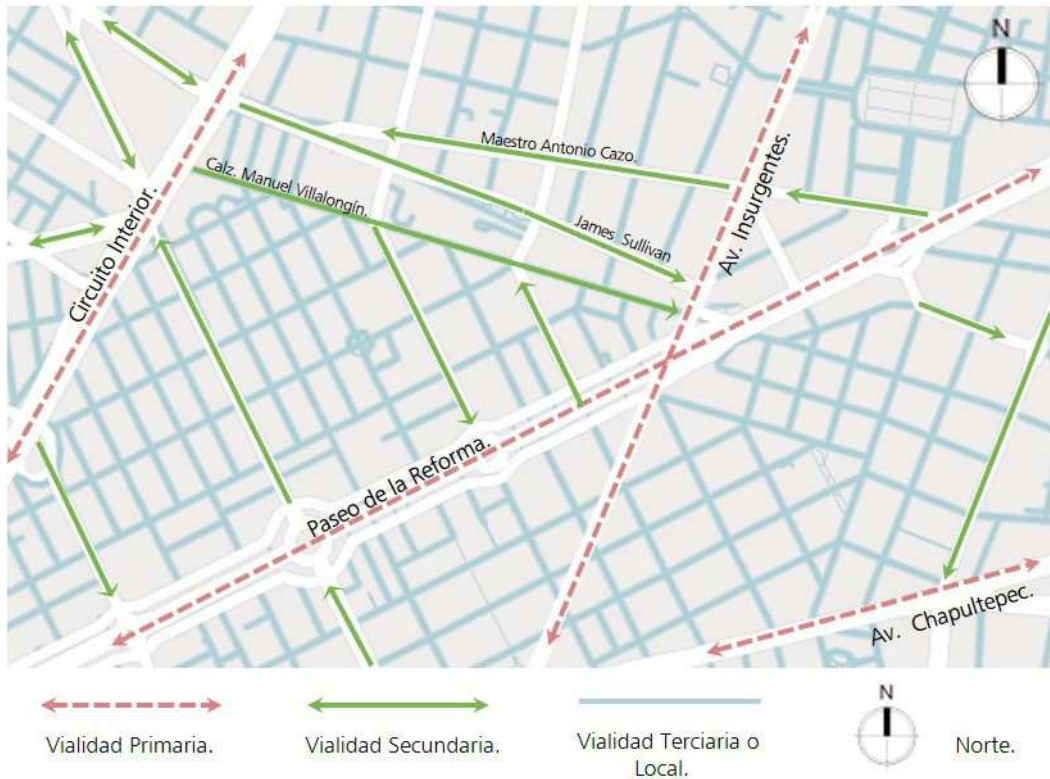 N
Maestro Antonio Cazo.
Calz. Manuel Villalongín.
James Sullivan
Av. Insurgentes.
Circuito Interior.
Paseo de la Reforma.
Av. Chapultepec.
N
Vialidad Primaria.
Vialidad Secundaria.
Vialidad Terciaria o
Local.
Norte.